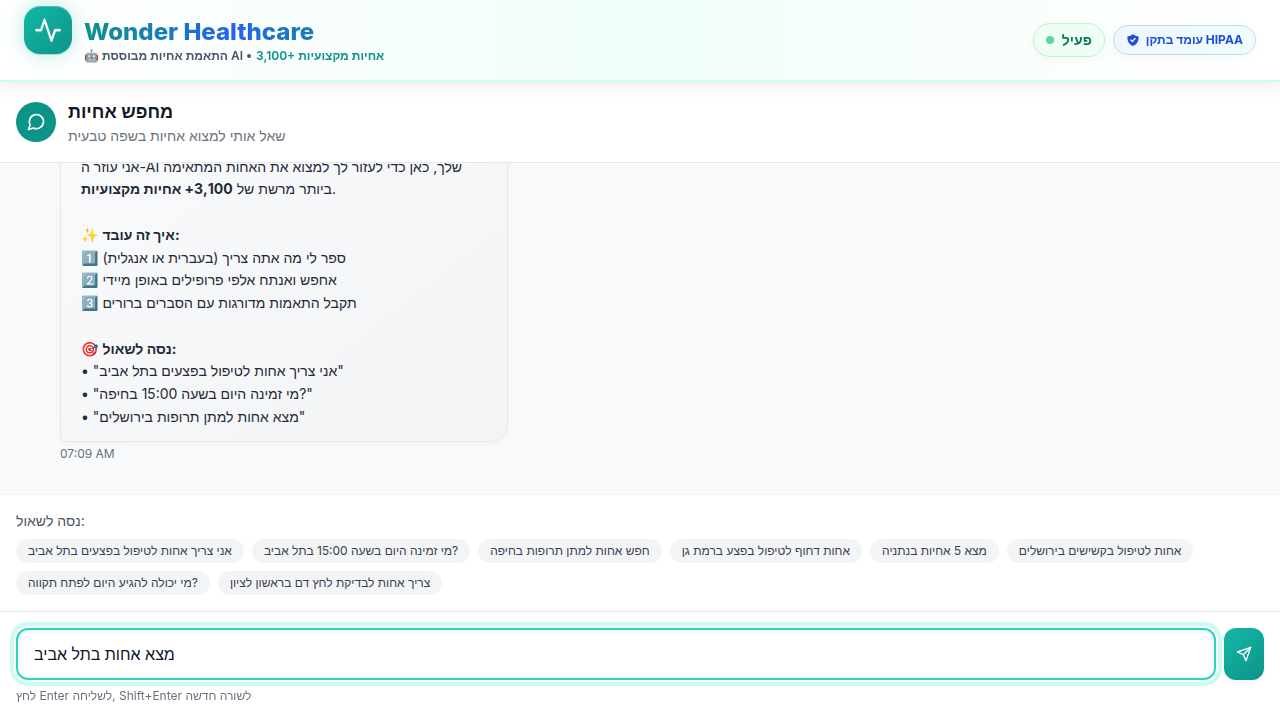 Wonder Healthcare
🤖 התאמת אחיות מבוססת AI • 3,100+ אחיות מקצועיות
פעיל
עומד בתקן HIPAA
מחפש אחיות
שאל אותי למצוא אחיות בשפה טבעית
אני עוזר ה-AI שלך, כאן כדי לעזור לך למצוא את האחות המתאימה
ביותר מרשת של 3,100+ אחיות מקצועיות.
✨ איך זה עובד:
1️⃣ ספר לי מה אתה צריך (בעברית או אנגלית)
2️⃣ אחפש ואנתח אלפי פרופילים באופן מיידי
3️⃣ תקבל התאמות מדורגות עם הסברים ברורים
🎯 נסה לשאול:
• "אני צריך אחות לטיפול בפצעים בתל אביב"
• "מי זמינה היום בשעה 15:00 בחיפה?"
• "מצא אחות למתן תרופות בירושלים"
07:09 AM
נסה לשאול:
אני צריך אחות לטיפול בפצעים בתל אביב
מי זמינה היום בשעה 15:00 בתל אביב?
חפש אחות למתן תרופות בחיפה
אחות דחוף לטיפול בפצע ברמת גן
מצא 5 אחיות בנתניה
אחות לטיפול בקשישים בירושלים
מי יכולה להגיע היום לפתח תקווה?
צריך אחות לבדיקת לחץ דם בראשון לציון
מצא אחות בתל אביב
לחץ Enter לשליחה, Shift+Enter לשורה חדשה